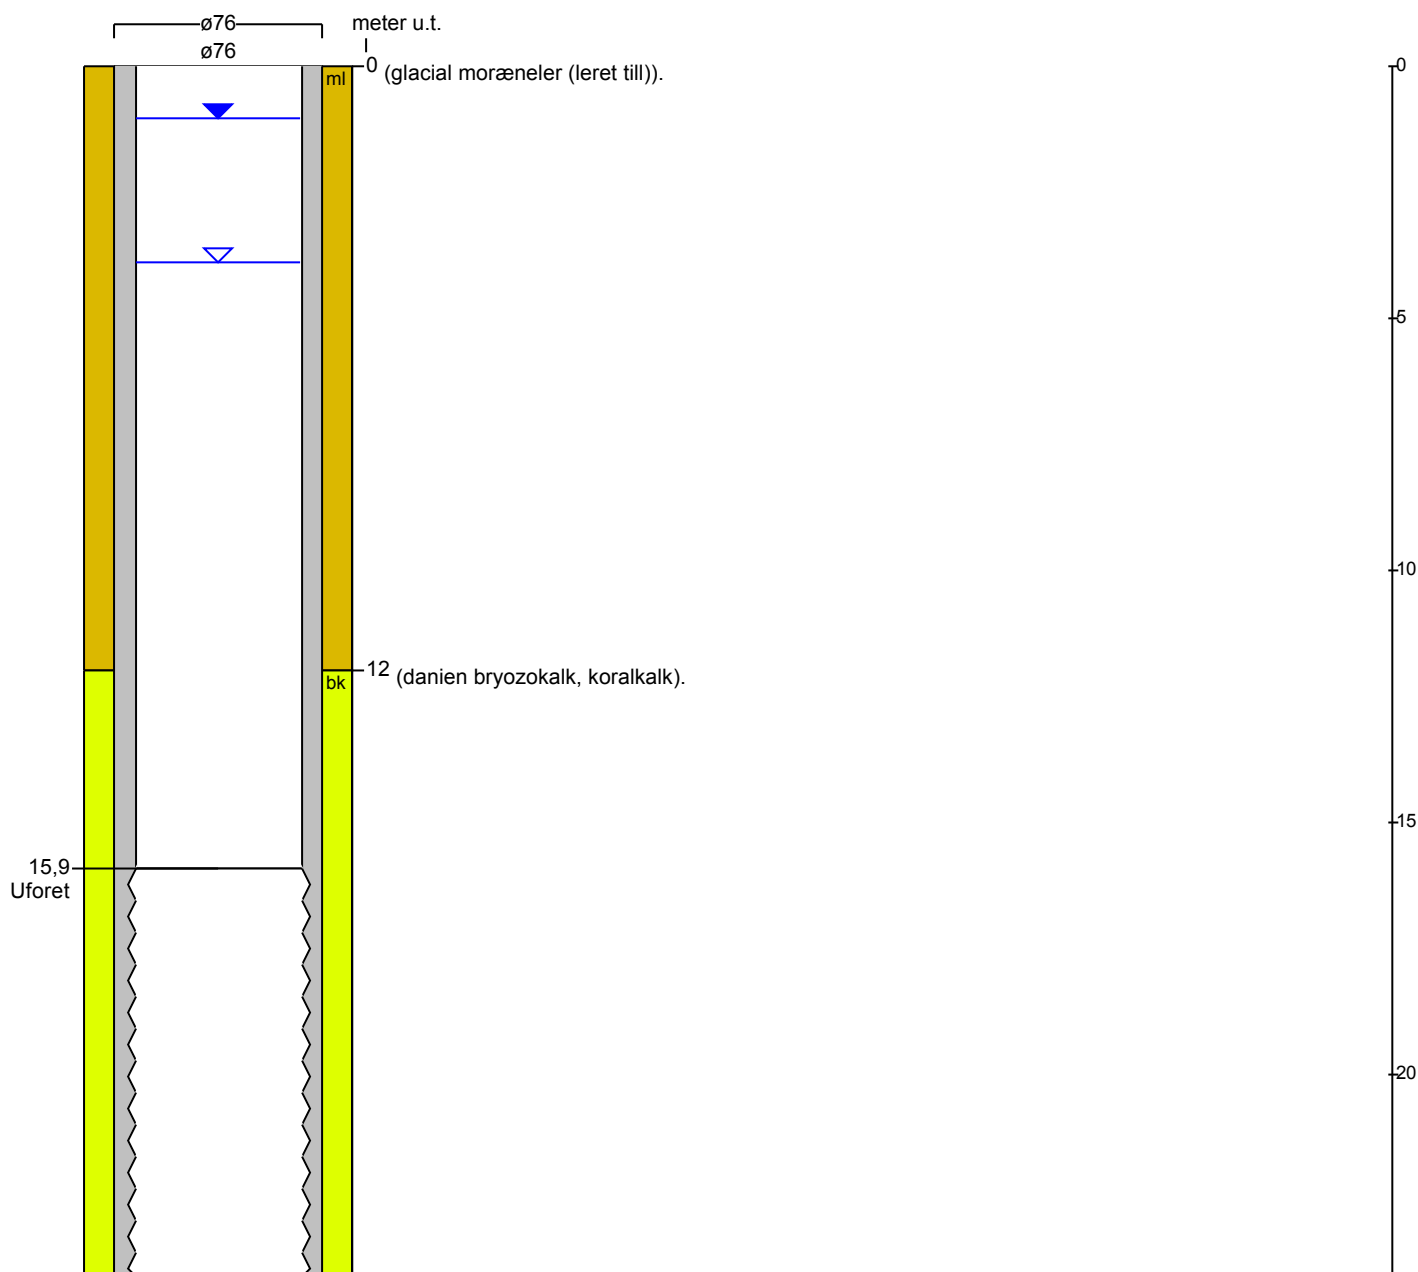 ø76
meter u.t.
ø76
0 (glacial moræneler (leret till)).
ml
0
5
10
12 (danien bryozokalk, koralkalk).
bk
15
15,9
Uforet
20